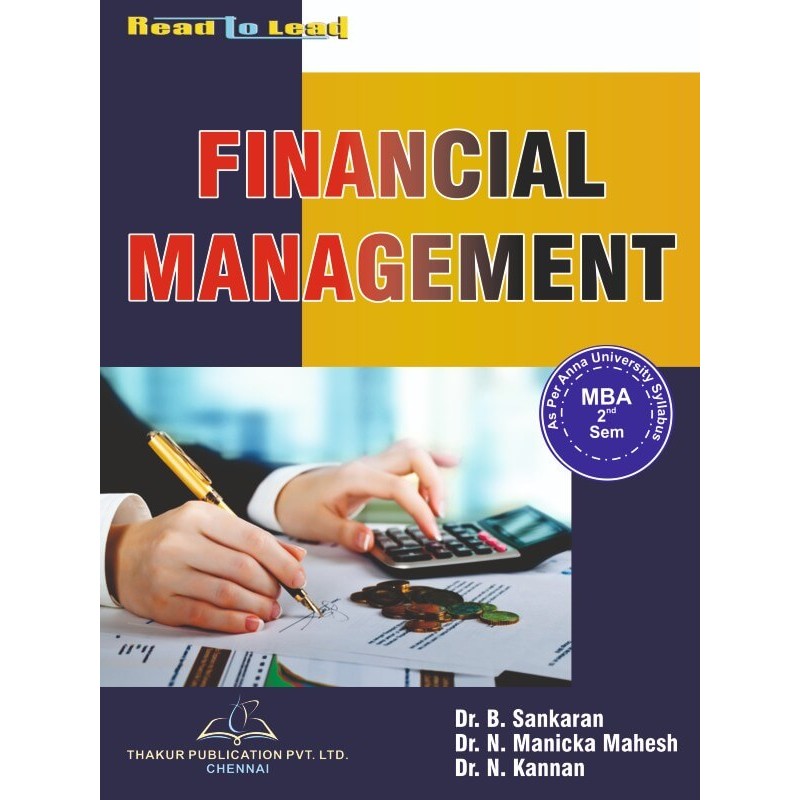 Read to Lead
FINANCIAL
MANAGEMENT
As Per Anna University Syllabus
MBA
2nd
Sem
THAKUR PUBLICATION PVT. LTD.
CHENNAI
Dr. B. Sankaran
Dr. N. Manicka Mahesh
Dr. N. Kannan